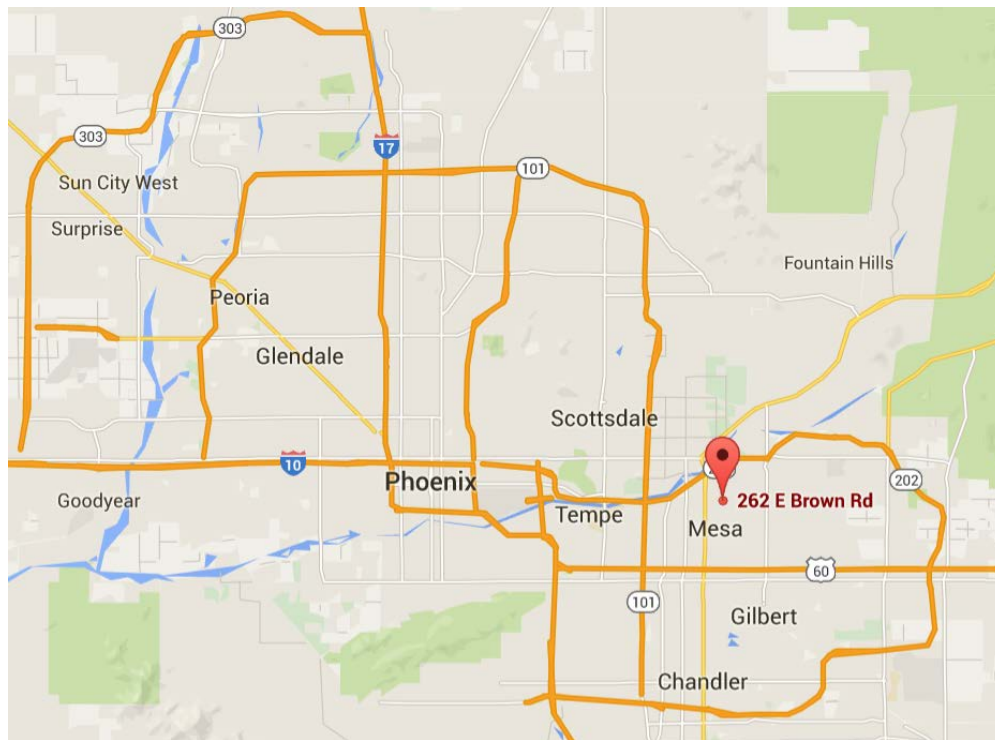 303
303
17
Sun City West
101
Surprise
Fountain Hills
Peoria
Glendale
Scottsdale
10
Phoenix
202
Goodyear
262 E Brown Rd
Tempe
Mesa
60
101
Gilbert
Chandler